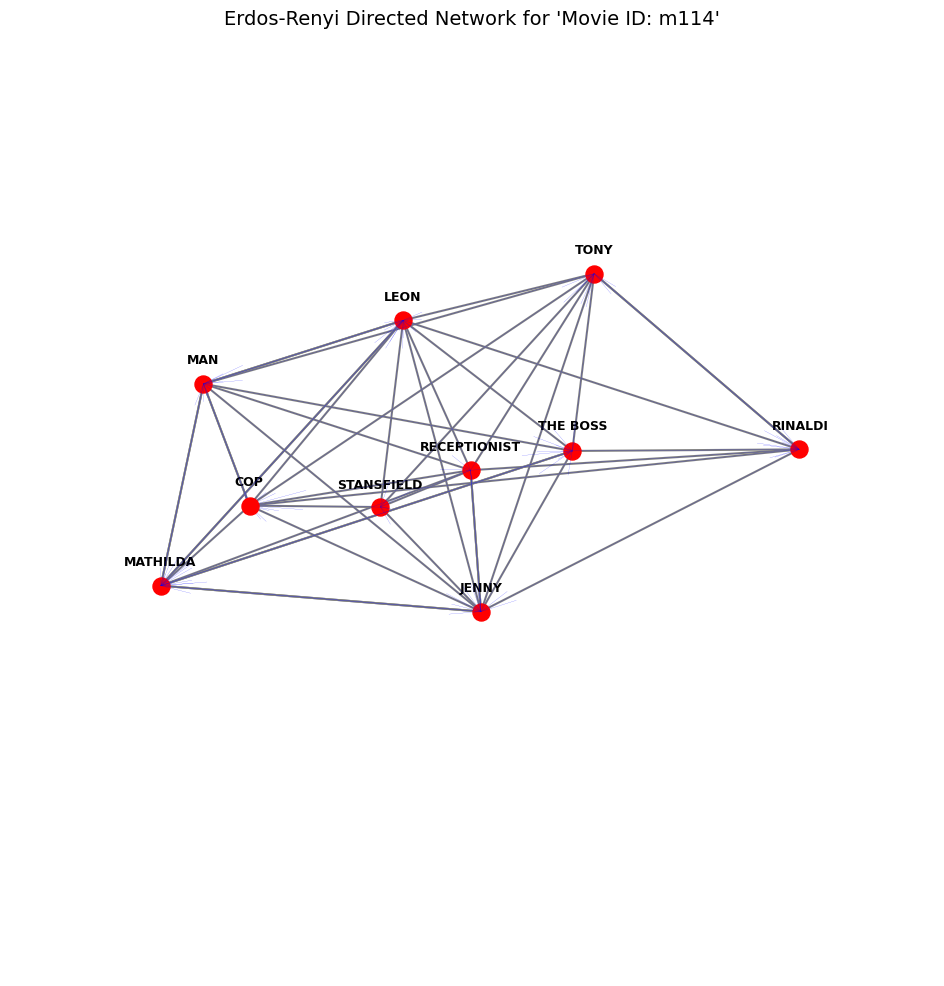 Erdos-Renyi Directed Network for 'Movie ID: m114'
TONY
LEON
MAN
THE BOSS
RINALDI
RECEPTIONIST
COP
STANSFIELD
MATHILDA
JENNY